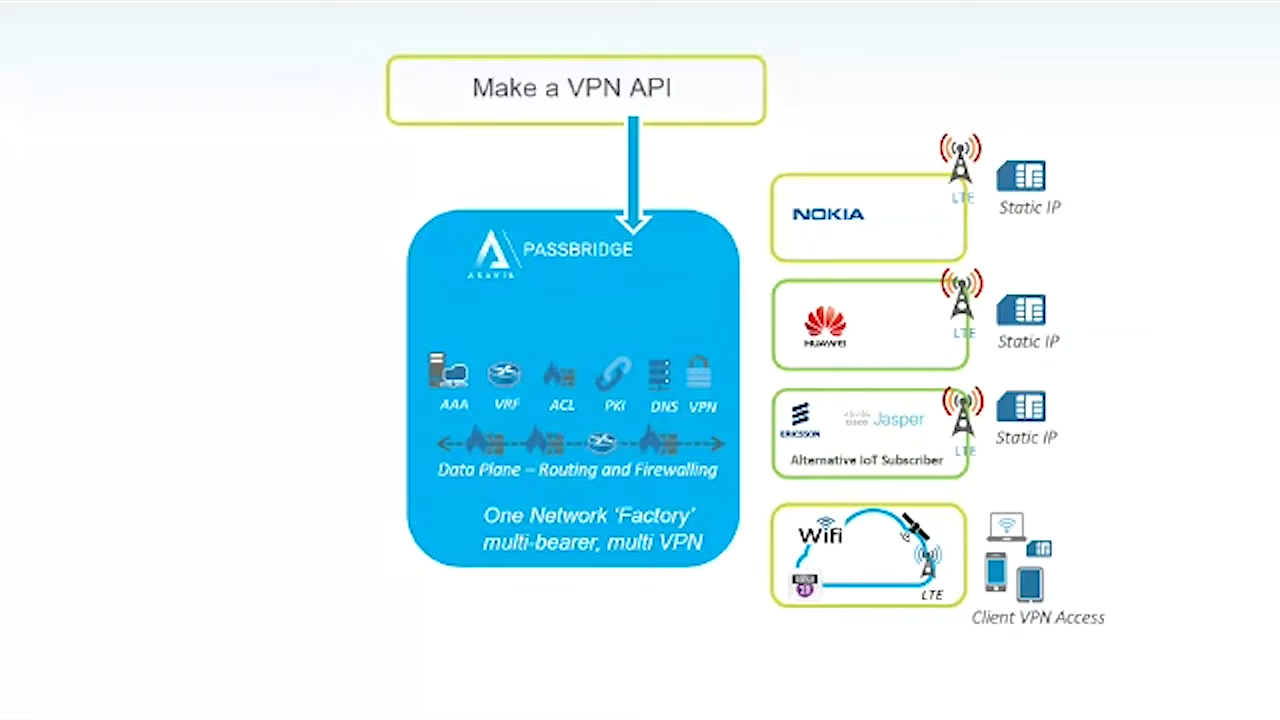 Make a VPN API
PASSBRIDGE
ASAVIE
AAA
VRF
ACL
PKI
DNS
VPN
Data Plane – Routing and Firewalling
One Network ‘Factory’
multi-bearer, multi VPN
NOKIA
LTE
Static IP
HUAWEI
LTE
Static IP
ERICSSON
CISCO
Jasper
Alternative IoT Subscriber
LTE
Static IP
Wifi
LTE
Client VPN Access